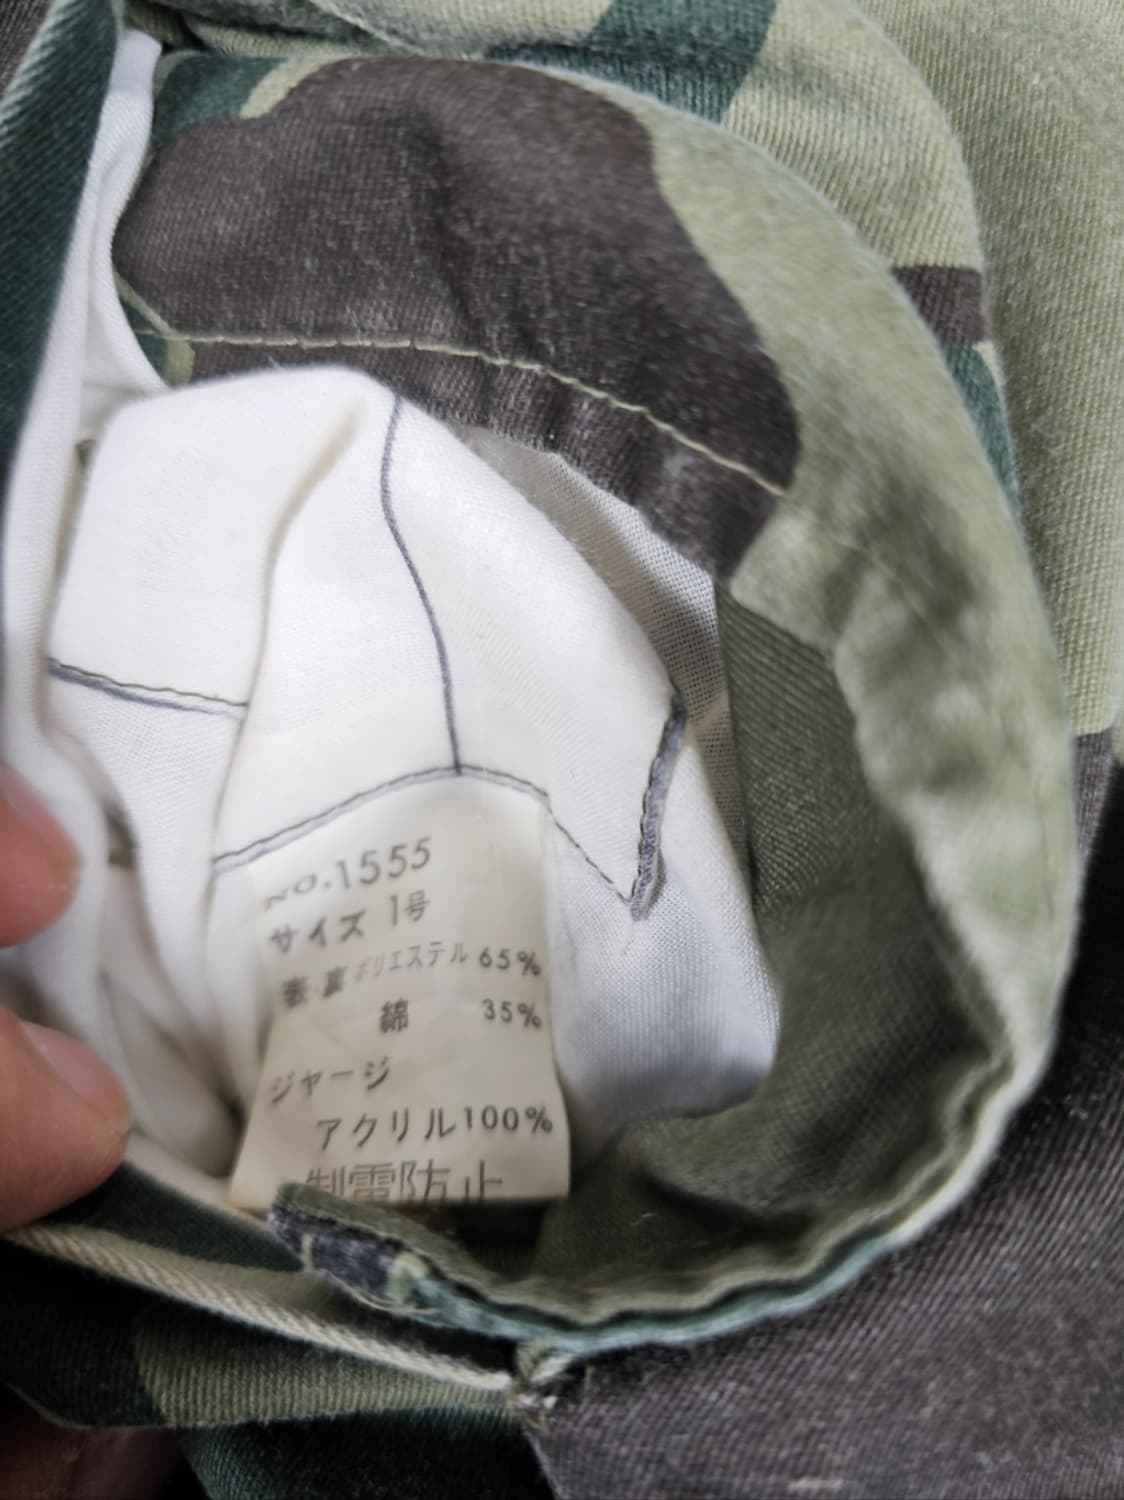 NO.1555
サイズ 1号
表・裏 ポリエステル 65%
綿 35%
ジャージ
アクリル100%
制電防止